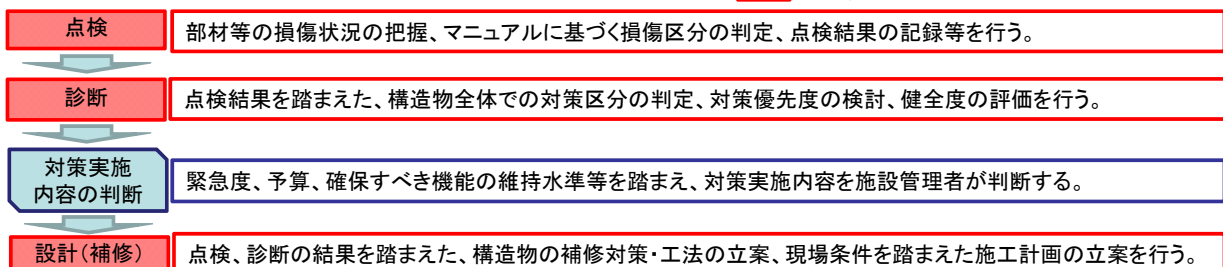 点検
部材等の損傷状況の把握、マニュアルに基づく損傷区分の判定、点検結果の記録等を行う。
診断
点検結果を踏まえた、構造物全体での対策区分の判定、対策優先度の検討、健全度の評価を行う。
対策実施
内容の判断
緊急度、予算、確保すべき機能の維持水準等を踏まえ、対策実施内容を施設管理者が判断する。
設計(補修)
点検、診断の結果を踏まえた、構造物の補修対策・工法の立案、現場条件を踏まえた施工計画の立案を行う。